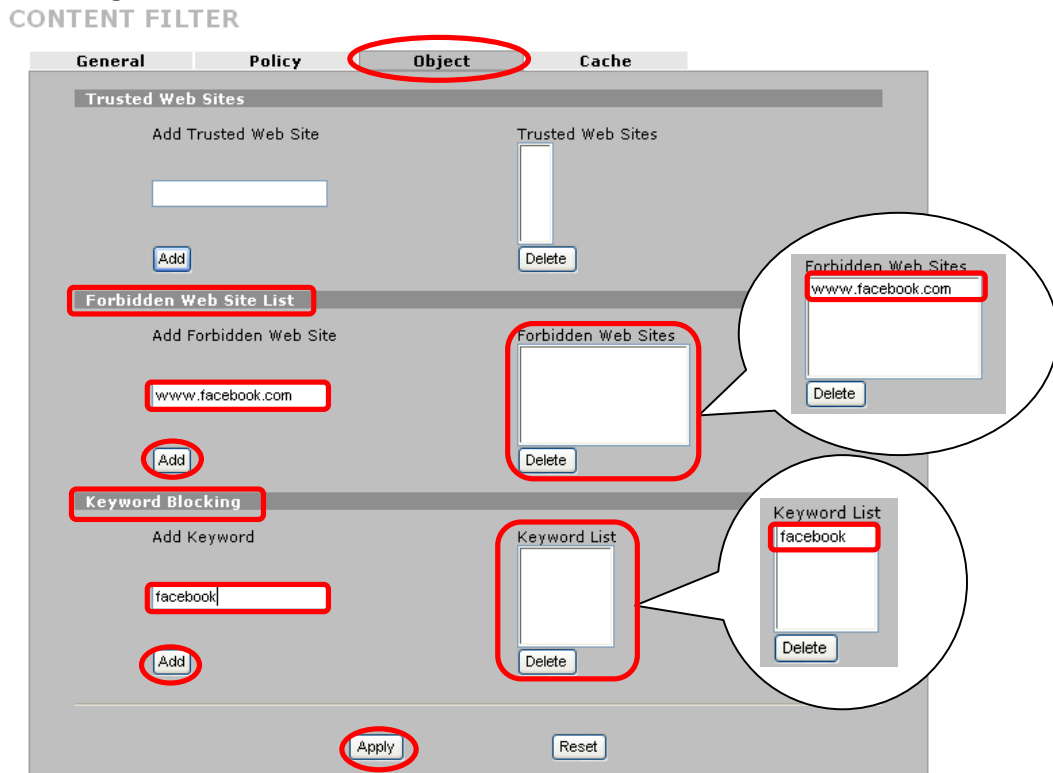 CONTENT FILTER
General Policy Object Cache
Trusted Web Sites
Add Trusted Web Site Trusted Web Sites
Add Delete
Forbidden Web Sites
www.facebook.com
Delete
Forbidden Web Site List
Add Forbidden Web Site Forbidden Web Sites
www.facebook.com
Add Delete
Keyword Blocking
Add Keyword Keyword List
facebook
Add Delete
Keyword List
facebook
Delete
Apply Reset